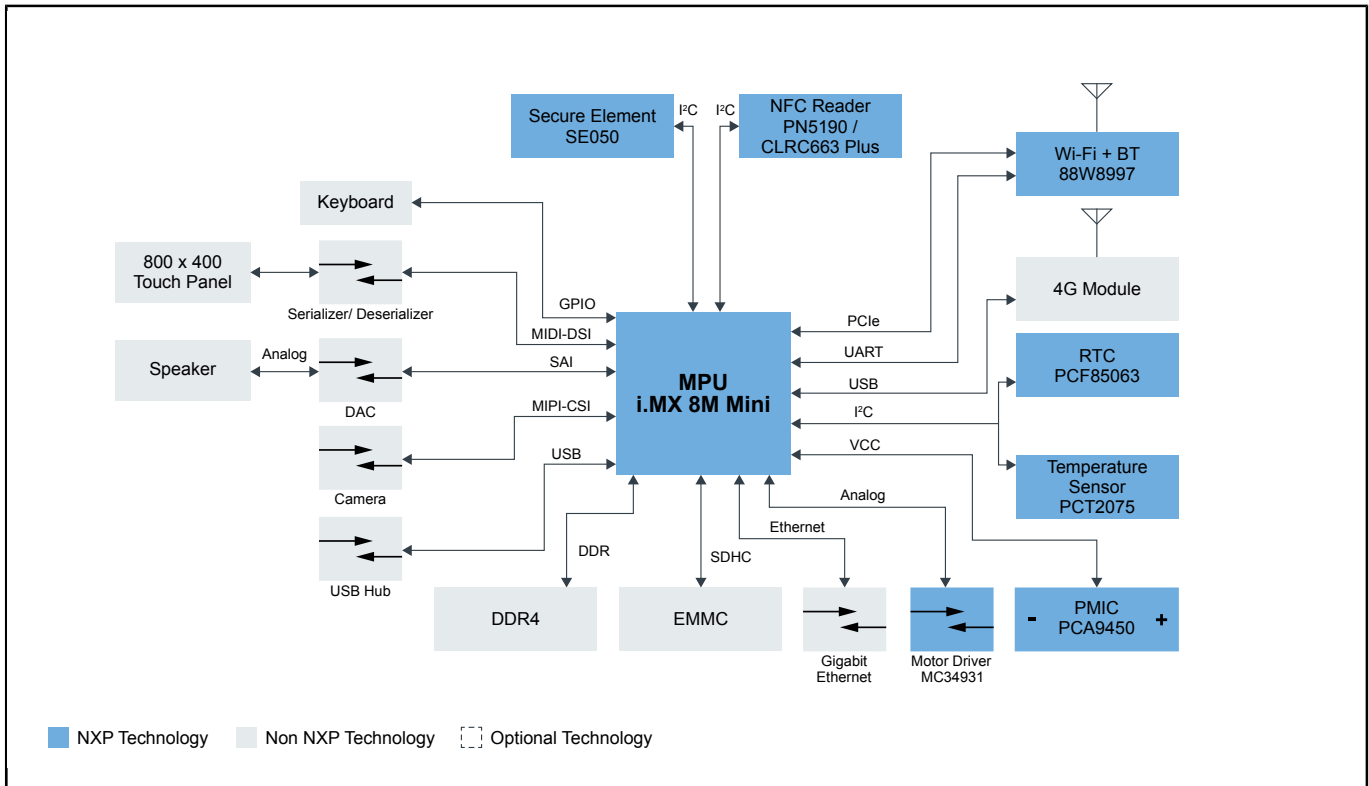 I²C
I²C
Secure Element
SE050
NFC Reader
PN5190 /
CLRC663 Plus
Wi-Fi + BT
88W8997
Keyboard
800 x 400
Touch Panel
Serializer/ Deserializer
4G Module
GPIO
MIDI-DSI
SAI
MIPI-CSI
USB
Speaker
Analog
DAC
Camera
USB Hub
MPU
i.MX 8M Mini
PCIe
UART
USB
I²C
VCC
RTC
PCF85063
Temperature
Sensor
PCT2075
Analog
Ethernet
DDR
SDHC
DDR4
EMMC
Gigabit
Ethernet
Motor Driver
MC34931
- PMIC +
PCA9450
NXP Technology
Non NXP Technology
Optional Technology